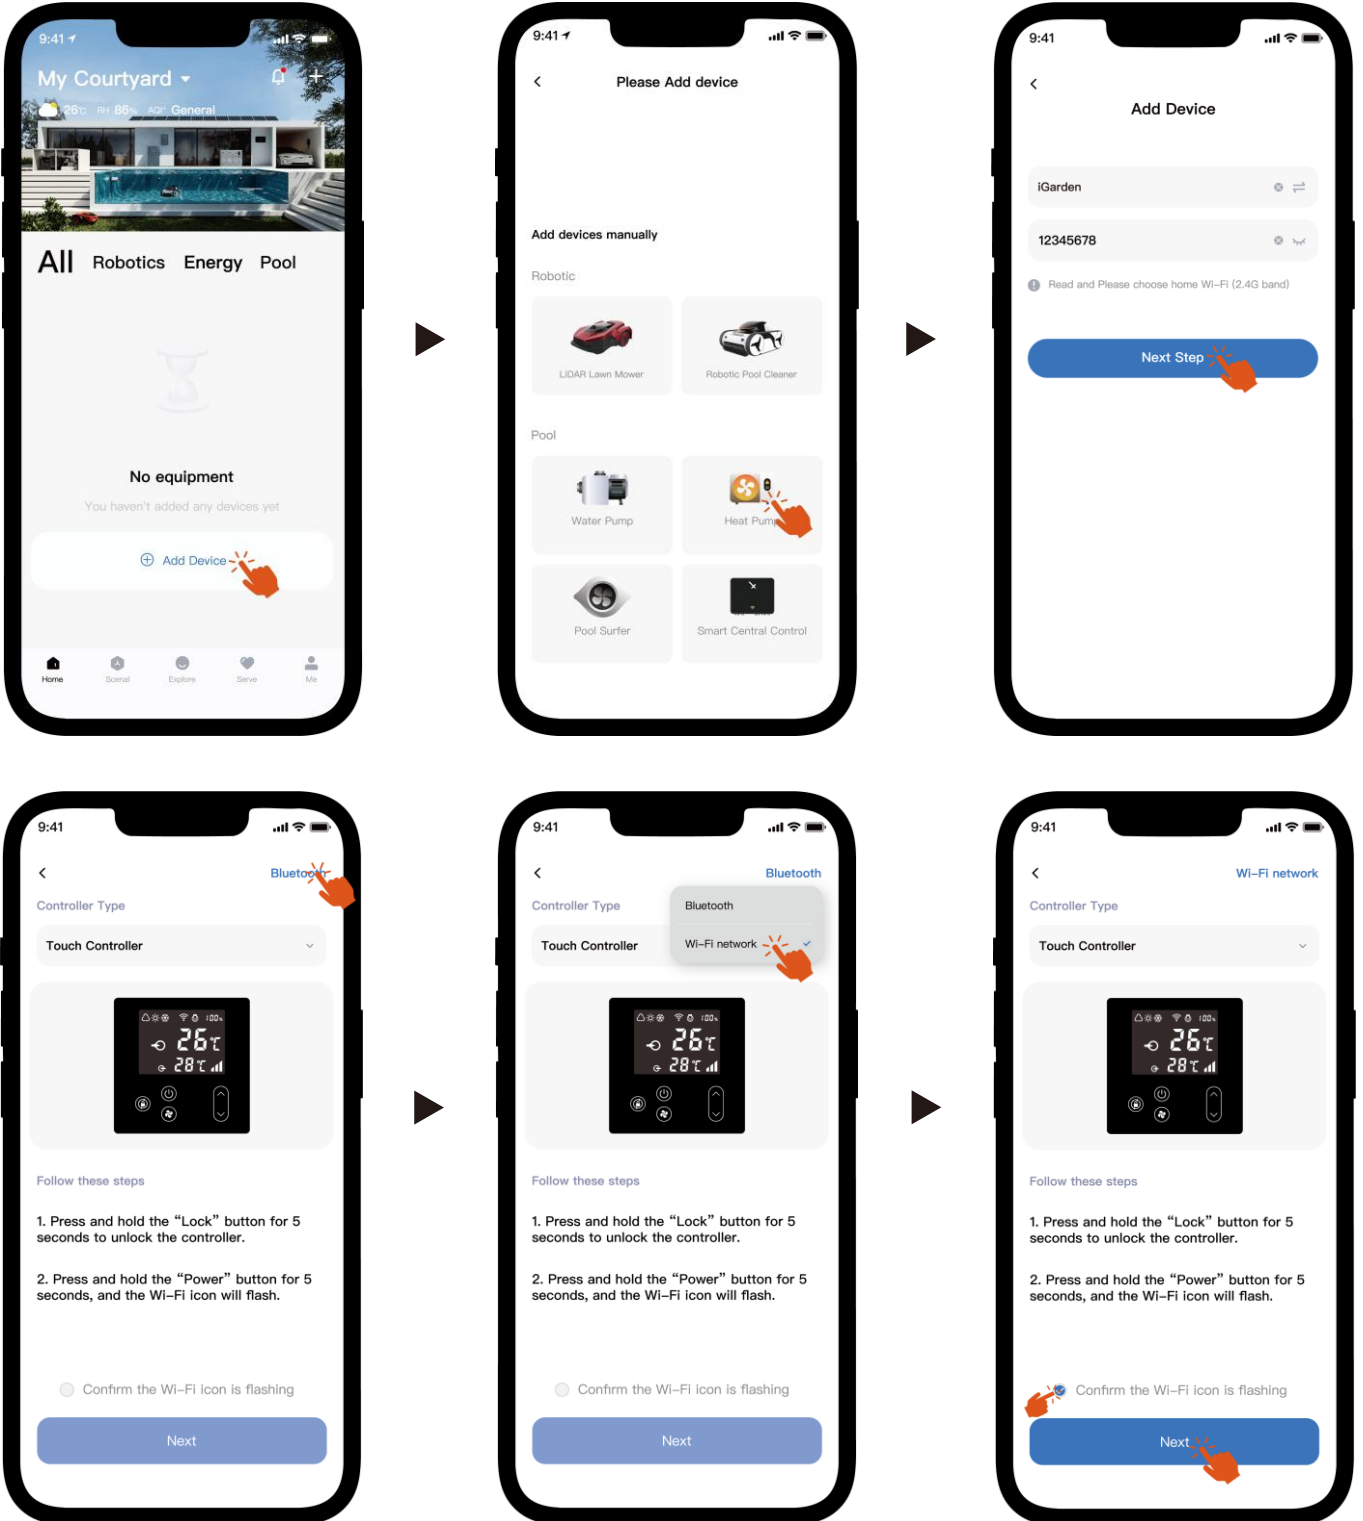 9:41
My Courtyard
26°c RH 86% AQI: General
All Robotics Energy Pool
No equipment
You haven't added any devices yet
Add Device
Home Scenal Explore Serve Me
9:41
Please Add device
Add devices manually
Robotic
LiDAR Lawn Mower Robotic Pool Cleaner
Pool
Water Pump Heat Pump
Pool Surfer Smart Central Control
9:41
Add Device
iGarden
12345678
Read and Please choose home Wi-Fi (2.4G band)
Next Step
9:41
Bluetooth
Controller Type
Touch Controller
100%
26℃
28℃
Follow these steps
1. Press and hold the “Lock” button for 5
seconds to unlock the controller.
2. Press and hold the “Power” button for 5
seconds, and the Wi-Fi icon will flash.
Confirm the Wi-Fi icon is flashing
Next
9:41
Bluetooth
Controller Type
Bluetooth
Touch Controller
Wi-Fi network
100%
26℃
28℃
Follow these steps
1. Press and hold the “Lock” button for 5
seconds to unlock the controller.
2. Press and hold the “Power” button for 5
seconds, and the Wi-Fi icon will flash.
Confirm the Wi-Fi icon is flashing
Next
9:41
Wi-Fi network
Controller Type
Touch Controller
100%
26℃
28℃
Follow these steps
1. Press and hold the “Lock” button for 5
seconds to unlock the controller.
2. Press and hold the “Power” button for 5
seconds, and the Wi-Fi icon will flash.
Confirm the Wi-Fi icon is flashing
Next